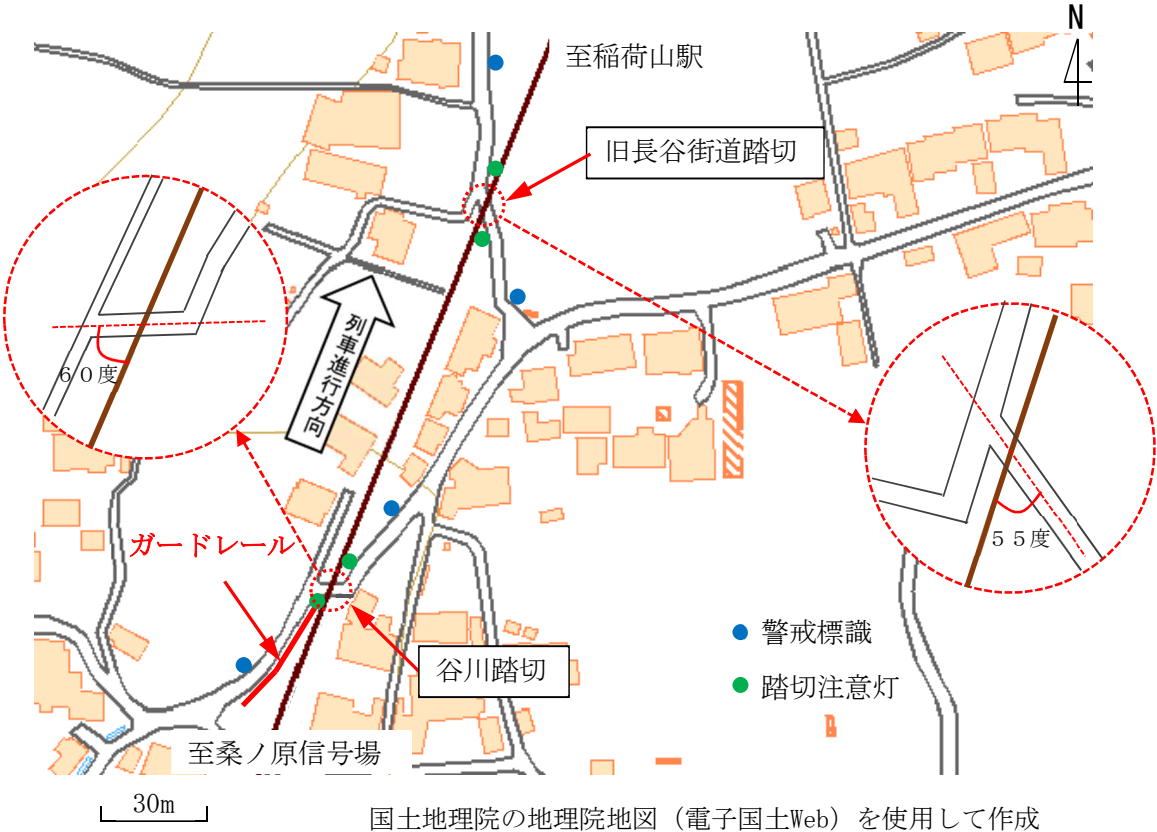 N
至稲荷山駅
旧長谷街道踏切
60度
列車進行方向
55度
ガードレール
警戒標識
谷川踏切
踏切注意灯
至桑ノ原信号場
30m
国土地理院の地理院地図（電子国土Web）を使用して作成